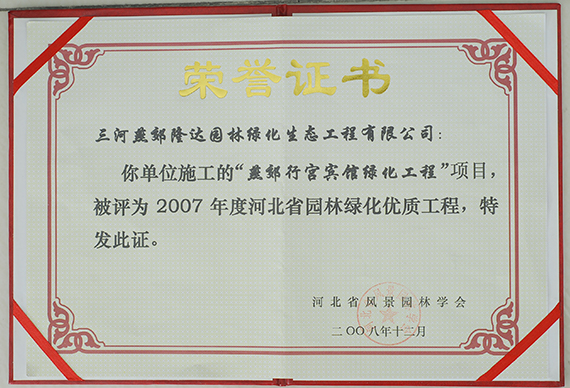 荣誉证书
三河燕郊隆达园林绿化生态工程有限公司：
你单位施工的“燕郊行宫宾馆绿化工程”项目，
被评为 2007 年度河北省园林绿化优质工程，特
发此证。
河北省风景园林学会
二〇〇八年十二月